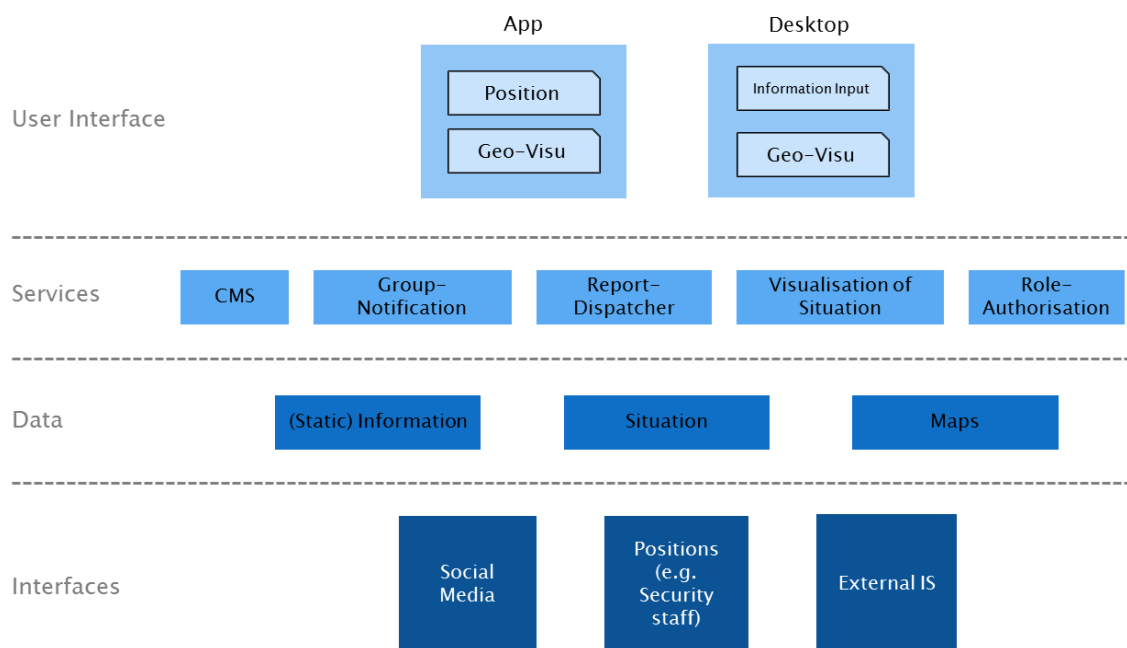 App
Desktop
User Interface
Position
Geo-Visu
Information Input
Geo-Visu
Services
CMS
Group-
Notification
Report-
Dispatcher
Visualisation of
Situation
Role-
Authorisation
Data
(Static) Information
Situation
Maps
Interfaces
Social
Media
Positions
(e.g.
Security
staff)
External IS